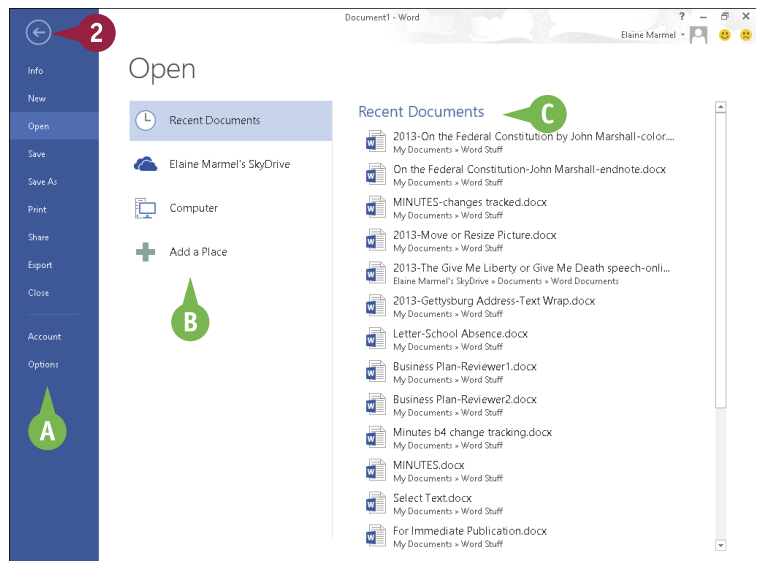 Document1 - Word
?
Elaine Marmel
2
Info
New
Open
Save
Save As
Print
Share
Export
Close
Account
Options
A
Open
Recent Documents
Elaine Marmel's SkyDrive
Computer
Add a Place
B
Recent Documents
C
2013-On the Federal Constitution by John Marshall-color....
My Documents » Word Stuff
On the Federal Constitution-John Marshall-endnote.docx
My Documents » Word Stuff
MINUTES-changes tracked.docx
My Documents » Word Stuff
2013-Move or Resize Picture.docx
My Documents » Word Stuff
2013-The Give Me Liberty or Give Me Death speech-onli...
Elaine Marmel's SkyDrive » Documents » Word Documents
2013-Gettysburg Address-Text Wrap.docx
My Documents » Word Stuff
Letter-School Absence.docx
My Documents » Word Stuff
Business Plan-Reviewer1.docx
My Documents » Word Stuff
Business Plan-Reviewer2.docx
My Documents » Word Stuff
Minutes b4 change tracking.docx
My Documents » Word Stuff
MINUTES.docx
My Documents » Word Stuff
Select Text.docx
My Documents » Word Stuff
For Immediate Publication.docx
My Documents » Word Stuff